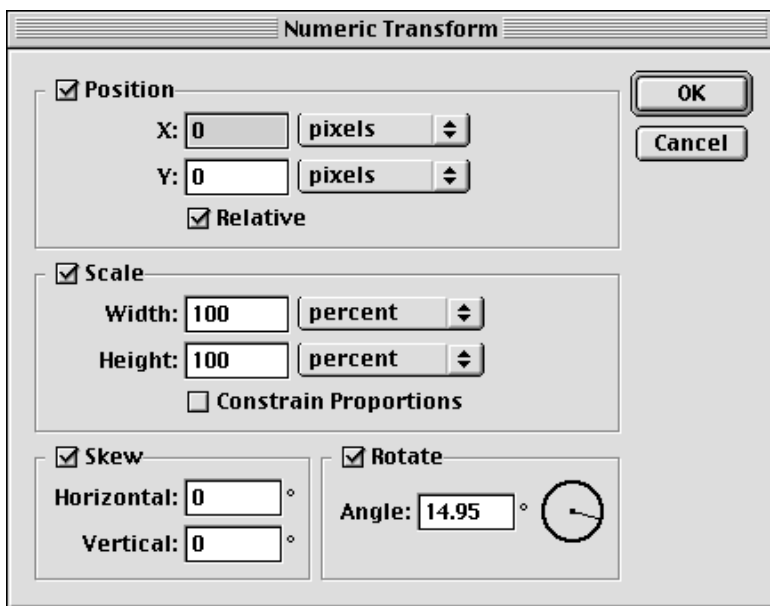 Numeric Transform
Position
X: 0 pixels
Y: 0 pixels
Relative
OK
Cancel
Scale
Width: 100 percent
Height: 100 percent
Constrain Proportions
Skew
Horizontal: 0 °
Vertical: 0 °
Rotate
Angle: 14.95 °